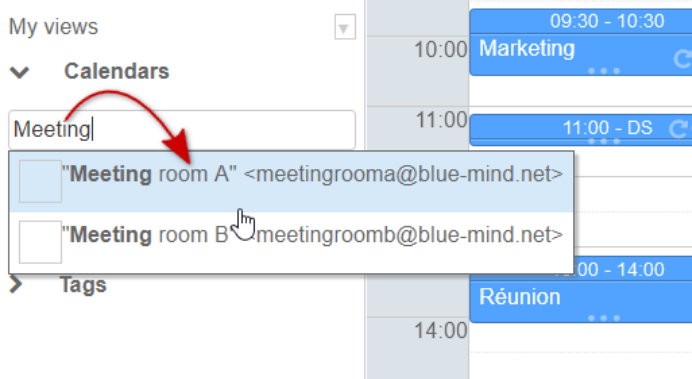 My views
Calendars
Meeting
"Meeting room A" <meetingrooma@blue-mind.net>
"Meeting room B" <meetingroomb@blue-mind.net>
Tags
09:30 - 10:30
10:00 Marketing
11:00
11:00 - DS
00 - 14:00
Réunion
14:00